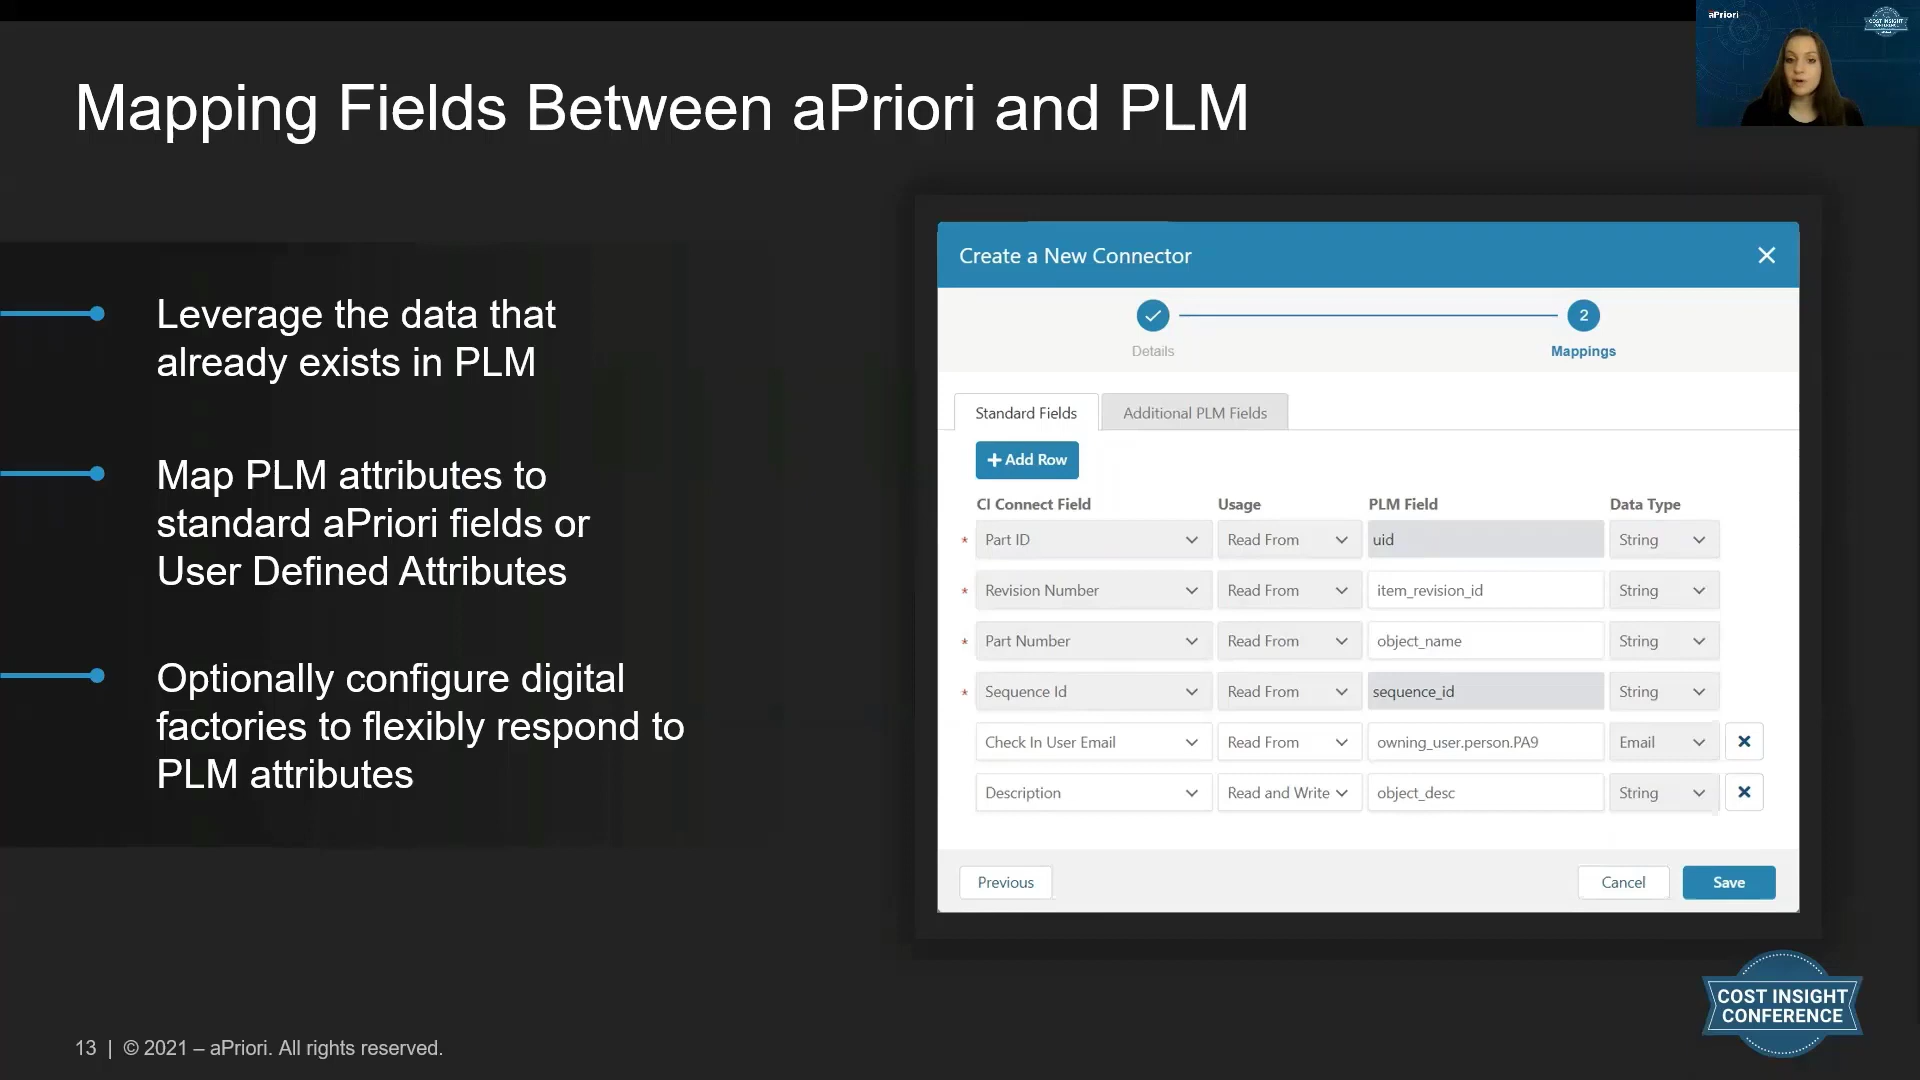 aPriori
COST INSIGHT
CONFERENCE
Mapping Fields Between aPriori and PLM
Leverage the data that
already exists in PLM
Map PLM attributes to
standard aPriori fields or
User Defined Attributes
Optionally configure digital
factories to flexibly respond to
PLM attributes
Create a New Connector
2
Details
Mappings
Standard Fields
Additional PLM Fields
+ Add Row
CI Connect Field Usage PLM Field Data Type
* Part ID Read From uid String
* Revision Number Read From item_revision_id String
* Part Number Read From object_name String
* Sequence Id Read From sequence_id String
Check In User Email Read From owning_user.person.PA9 Email
Description Read and Write object_desc String
Previous
Cancel
Save
COST INSIGHT
CONFERENCE
13 | © 2021 – aPriori. All rights reserved.